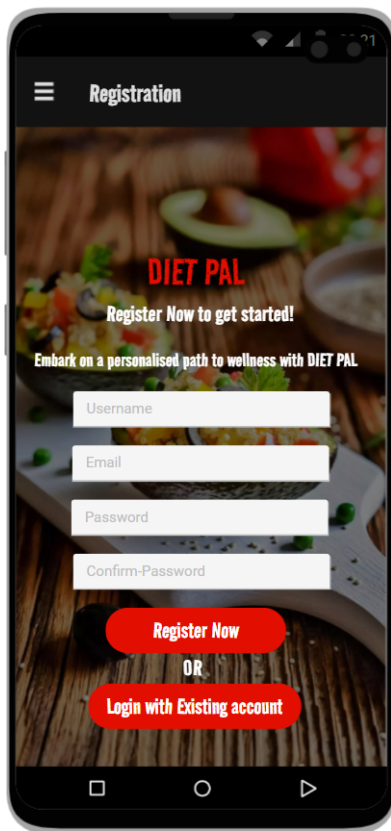 Registration
DIET PAL
Register Now to get started!
Embark on a personalised path to wellness with DIET PAL
Username
Email
Password
Confirm-Password
Register Now
OR
Login with Existing account